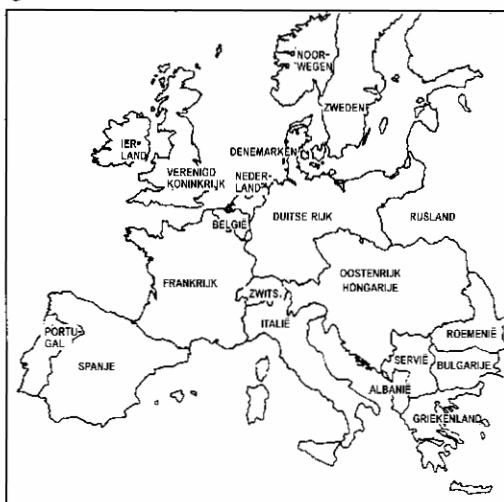 NOOR-
WEGEN
ZWEDEN
IER-
LAND
DENEMARKEN
VERENIGD
KONINKRIJK
NEDER-
LAND
BELGIË
DUITSE RIJK
RUSLAND
OOSTENRIJK
HONGARIJE
FRANKRIJK
ZWITS.
ITALIË
ROEMENIË
SERVIË
BULGARIJE
PORTU-
GAL
SPANJE
ALBANIË
GRIEKENLAND